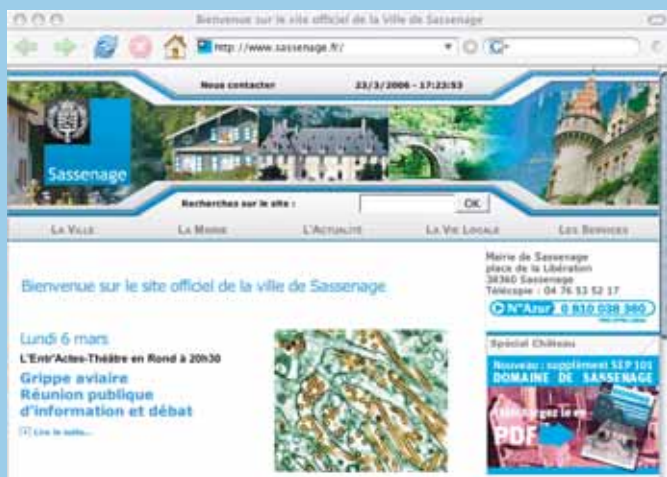 Bienvenue sur le site officiel de la Ville de Sassenage
http://www.sassenage.fr/
Nous contacter 23/3/2006 - 17:23:53
Sassenage
Recherchez sur le site : OK
LA VILLE LA MAIRIE L'ACTUALITÉ LA VIE LOCALE LES SERVICES
Bienvenue sur le site officiel de la ville de Sassenage
Mairie de Sassenage
place de la Libération
38360 Sassenage
Télécopie : 04 76 53 52 17
N°Azur 0 810 038 360
Lundi 6 mars
L'Entr'Actes-Théâtre en Rond à 20h30
Grippe aviaire
Réunion publique
d'information et débat
Lire la suite...
Spécial Château
Nouveau : supplément SEP 101
DOMAINE DE SASSENAGE
Téléchargez le en
PDF